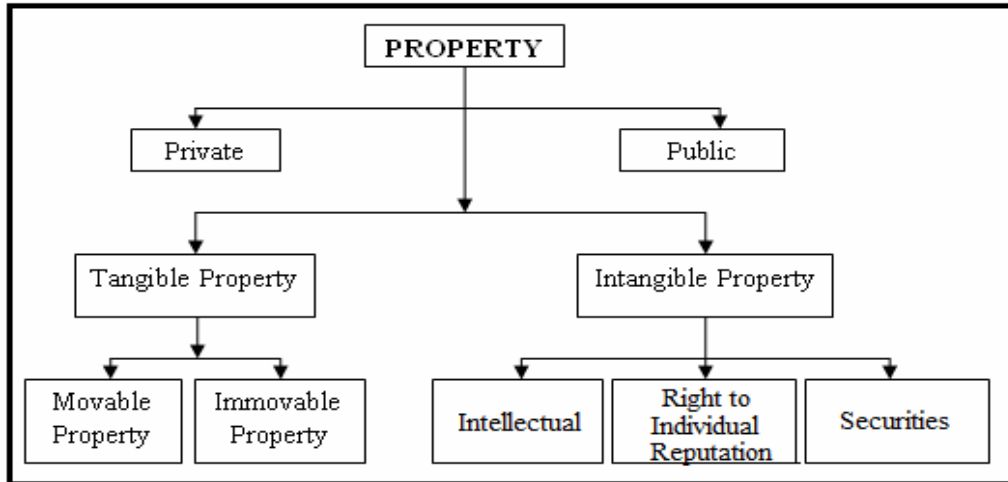 PROPERTY
Private
Public
Tangible Property
Intangible Property
Movable
Property
Immovable
Property
Intellectual
Right to
Individual
Reputation
Securities